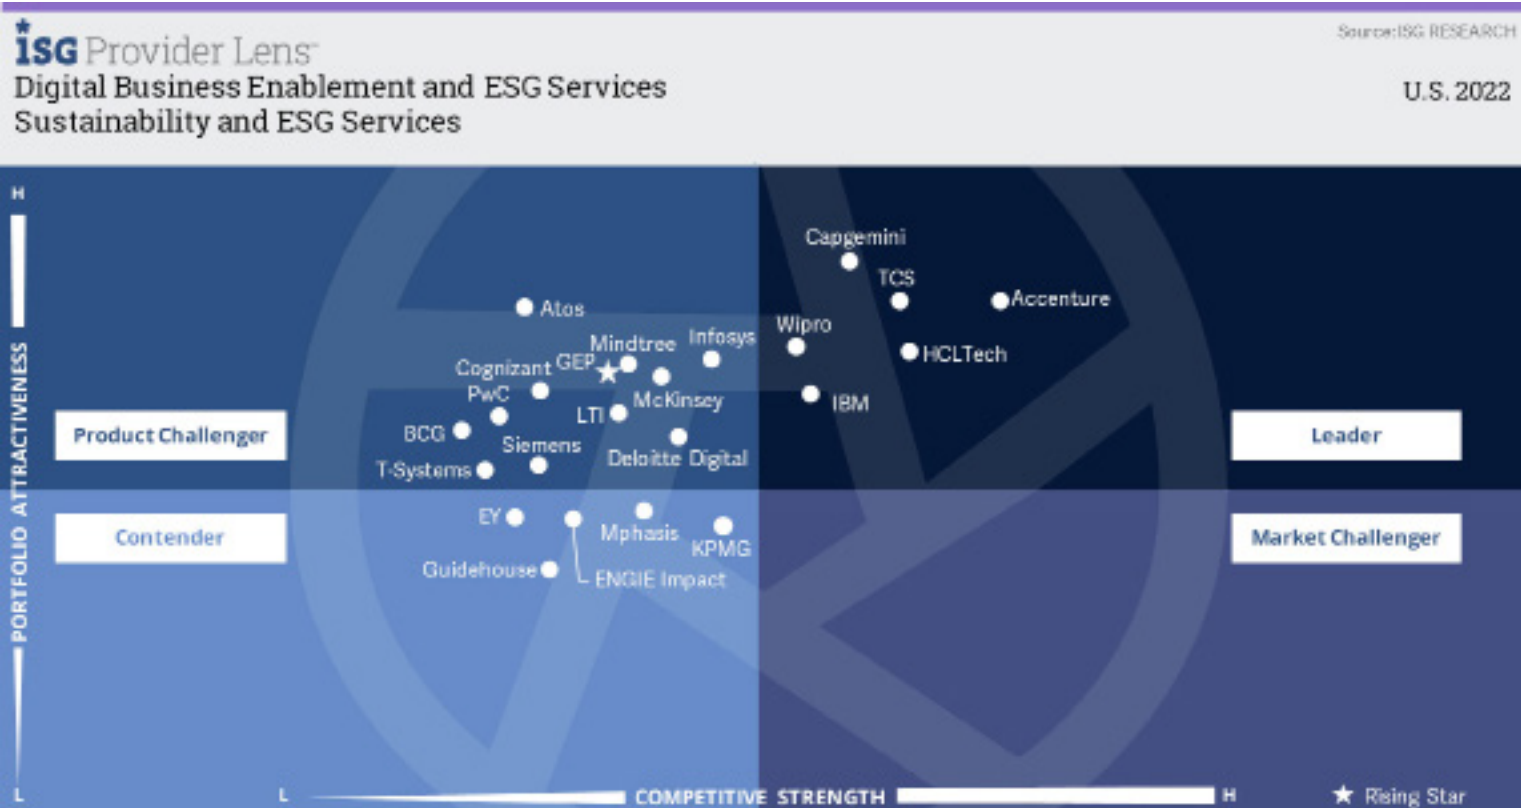 iSG Provider Lens™
Source:ISG RESEARCH
Digital Business Enablement and ESG Services
Sustainability and ESG Services
U.S. 2022
H
PORTFOLIO ATTRACTIVENESS
L
Capgemini
TCS
Accenture
Atos
Wipro
Infosys
Mindtree
HCLTech
GEP
Cognizant
PwC
McKinsey
IBM
LTI
BCG
Siemens
Deloitte Digital
T-Systems
Product Challenger
Leader
EY
Mphasis
KPMG
Contender
Market Challenger
Guidehouse
ENGIE Impact
L
COMPETITIVE STRENGTH
H
★ Rising Star